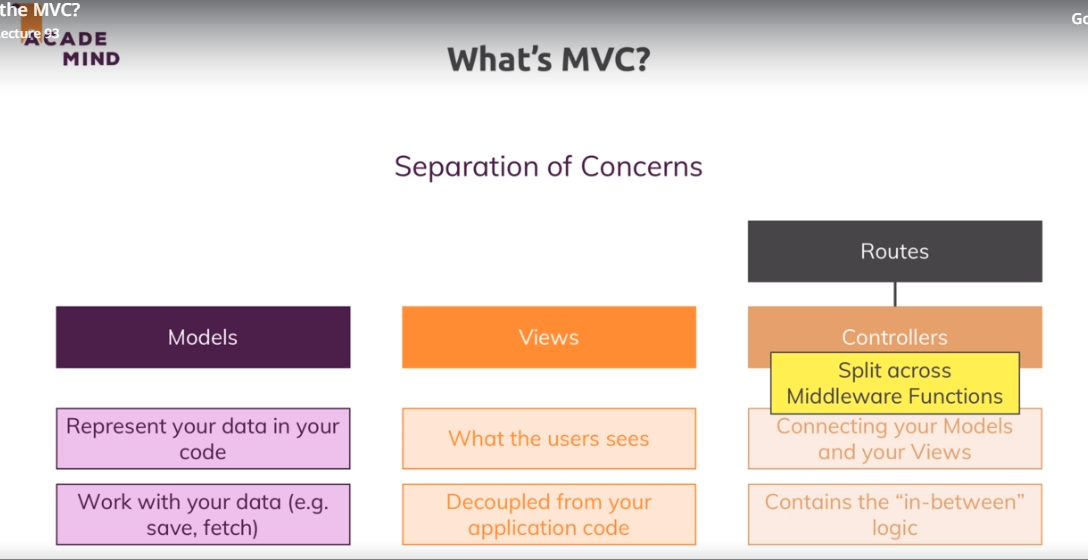 the MVC?
Lecture 93
ACADE
MIND
Go
What's MVC?
Separation of Concerns
Routes
Models
Views
Controllers
Split across
Middleware Functions
Represent your data in your
code
What the users sees
Connecting your Models
and your Views
Work with your data (e.g.
save, fetch)
Decoupled from your
application code
Contains the “in-between”
logic